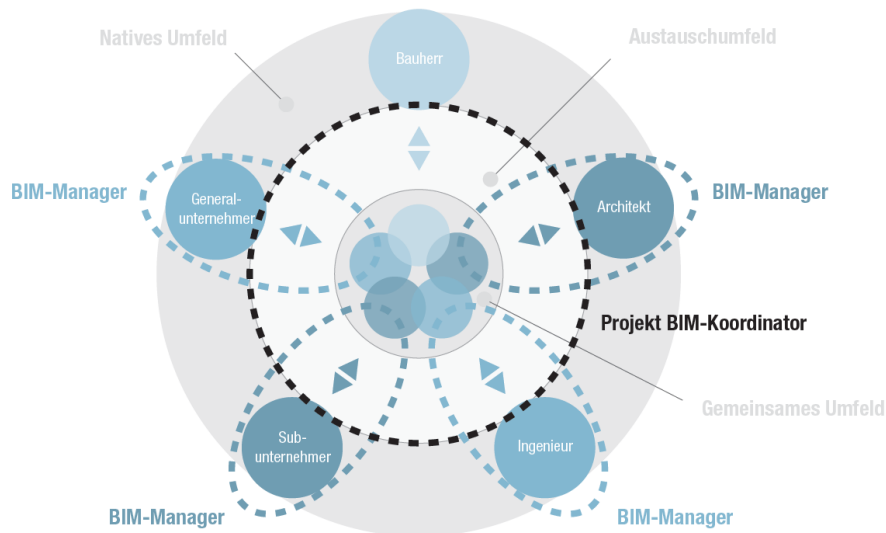 Natives Umfeld
Austauschumfeld
Bauherr
BIM-Manager
General-
unternehmer
Architekt
BIM-Manager
Projekt BIM-Koordinator
Gemeinsames Umfeld
Sub-
unternehmer
Ingenieur
BIM-Manager
BIM-Manager